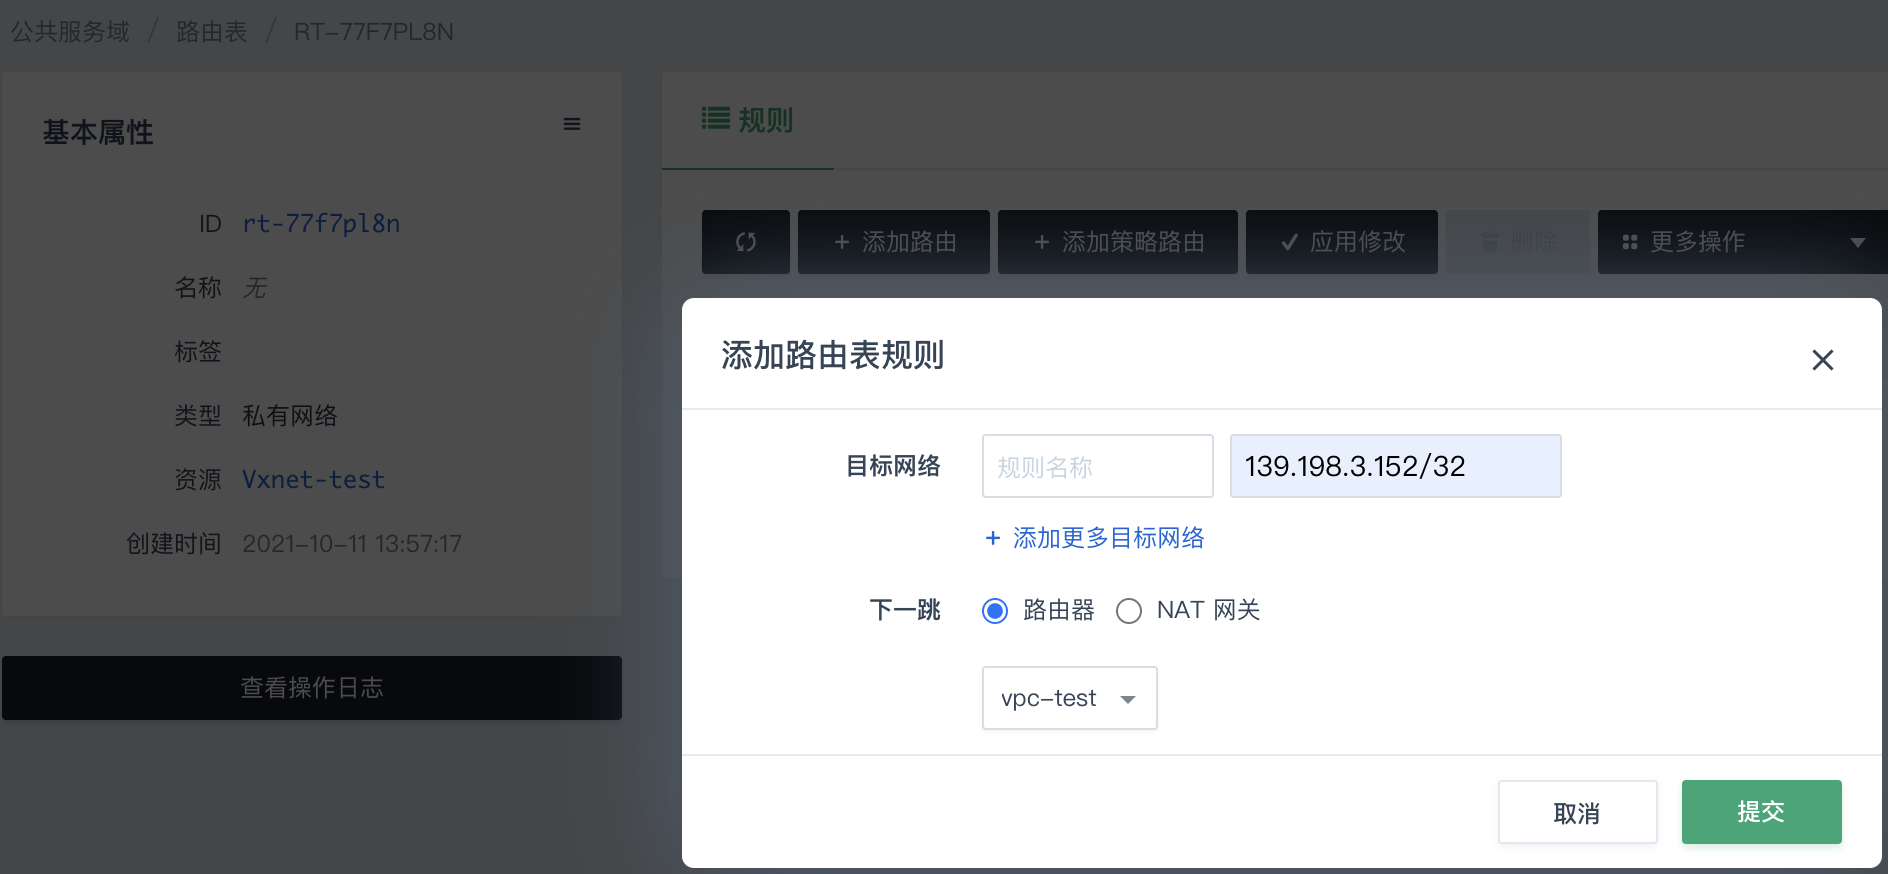 公共服务域 / 路由表 / RT-77F7PL8N
基本属性
ID rt-77f7pl8n
名称 无
标签
类型 私有网络
资源 Vxnet-test
创建时间 2021-10-11 13:57:17
查看操作日志
规则
+ 添加路由
+ 添加策略路由
应用修改
删除
更多操作
添加路由表规则
目标网络 规则名称 139.198.3.152/32
+ 添加更多目标网络
下一跳 路由器 NAT 网关
vpc-test
取消 提交